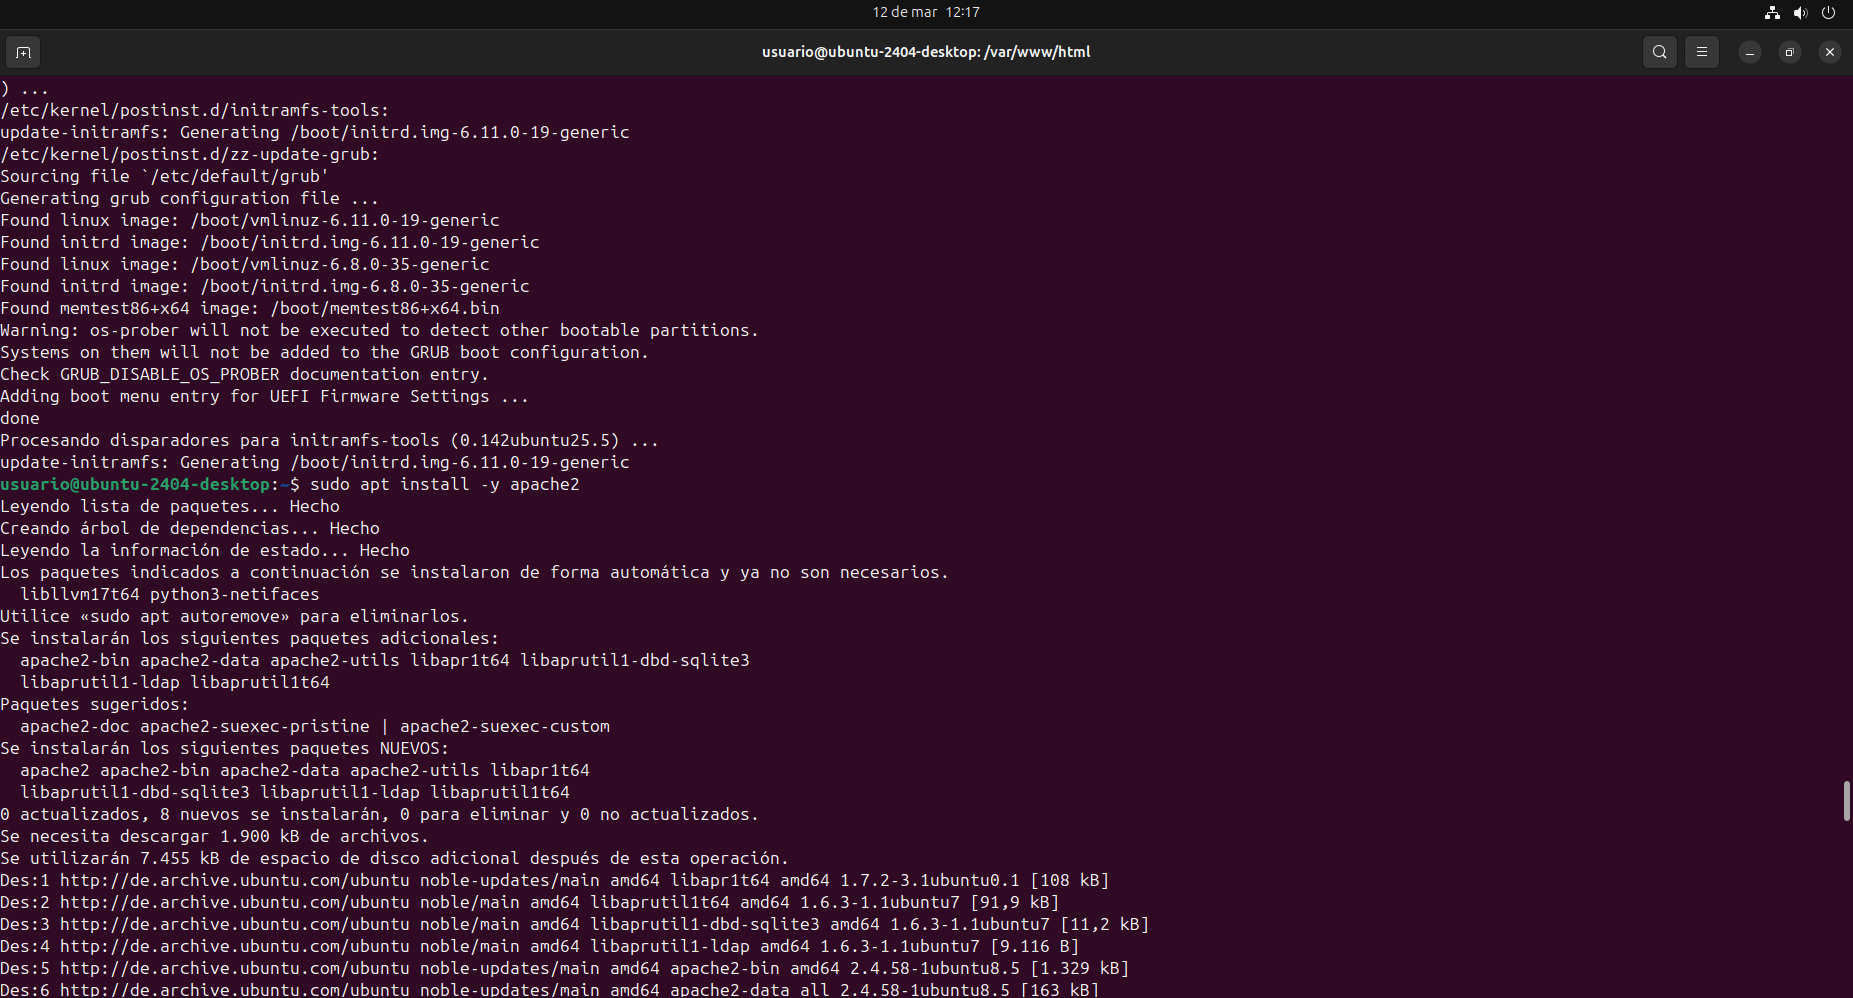 12 de mar 12:17
usuario@ubuntu-2404-desktop: /var/www/html
) ...
/etc/kernel/postinst.d/initramfs-tools:
update-initramfs: Generating /boot/initrd.img-6.11.0-19-generic
/etc/kernel/postinst.d/zz-update-grub:
Sourcing file `/etc/default/grub'
Generating grub configuration file ...
Found linux image: /boot/vmlinuz-6.11.0-19-generic
Found initrd image: /boot/initrd.img-6.11.0-19-generic
Found linux image: /boot/vmlinuz-6.8.0-35-generic
Found initrd image: /boot/initrd.img-6.8.0-35-generic
Found memtest86+x64 image: /boot/memtest86+x64.bin
Warning: os-prober will not be executed to detect other bootable partitions.
Systems on them will not be added to the GRUB boot configuration.
Check GRUB_DISABLE_OS_PROBER documentation entry.
Adding boot menu entry for UEFI Firmware Settings ...
done
Procesando disparadores para initramfs-tools (0.142ubuntu25.5) ...
update-initramfs: Generating /boot/initrd.img-6.11.0-19-generic
usuario@ubuntu-2404-desktop:~$ sudo apt install -y apache2
Leyendo lista de paquetes... Hecho
Creando árbol de dependencias... Hecho
Leyendo la información de estado... Hecho
Los paquetes indicados a continuación se instalaron de forma automática y ya no son necesarios.
  libllvm17t64 python3-netifaces
Utilice «sudo apt autoremove» para eliminarlos.
Se instalarán los siguientes paquetes adicionales:
  apache2-bin apache2-data apache2-utils libapr1t64 libaprutil1-dbd-sqlite3
  libaprutil1-ldap libaprutil1t64
Paquetes sugeridos:
  apache2-doc apache2-suexec-pristine | apache2-suexec-custom
Se instalarán los siguientes paquetes NUEVOS:
  apache2 apache2-bin apache2-data apache2-utils libapr1t64
  libaprutil1-dbd-sqlite3 libaprutil1-ldap libaprutil1t64
0 actualizados, 8 nuevos se instalarán, 0 para eliminar y 0 no actualizados.
Se necesita descargar 1.900 kB de archivos.
Se utilizarán 7.455 kB de espacio de disco adicional después de esta operación.
Des:1 http://de.archive.ubuntu.com/ubuntu noble-updates/main amd64 libapr1t64 amd64 1.7.2-3.1ubuntu0.1 [108 kB]
Des:2 http://de.archive.ubuntu.com/ubuntu noble/main amd64 libaprutil1t64 amd64 1.6.3-1.1ubuntu7 [91,9 kB]
Des:3 http://de.archive.ubuntu.com/ubuntu noble/main amd64 libaprutil1-dbd-sqlite3 amd64 1.6.3-1.1ubuntu7 [11,2 kB]
Des:4 http://de.archive.ubuntu.com/ubuntu noble/main amd64 libaprutil1-ldap amd64 1.6.3-1.1ubuntu7 [9.116 B]
Des:5 http://de.archive.ubuntu.com/ubuntu noble-updates/main amd64 apache2-bin amd64 2.4.58-1ubuntu8.5 [1.329 kB]
Des:6 http://de.archive.ubuntu.com/ubuntu noble-updates/main amd64 apache2-data all 2.4.58-1ubuntu8.5 [163 kB]